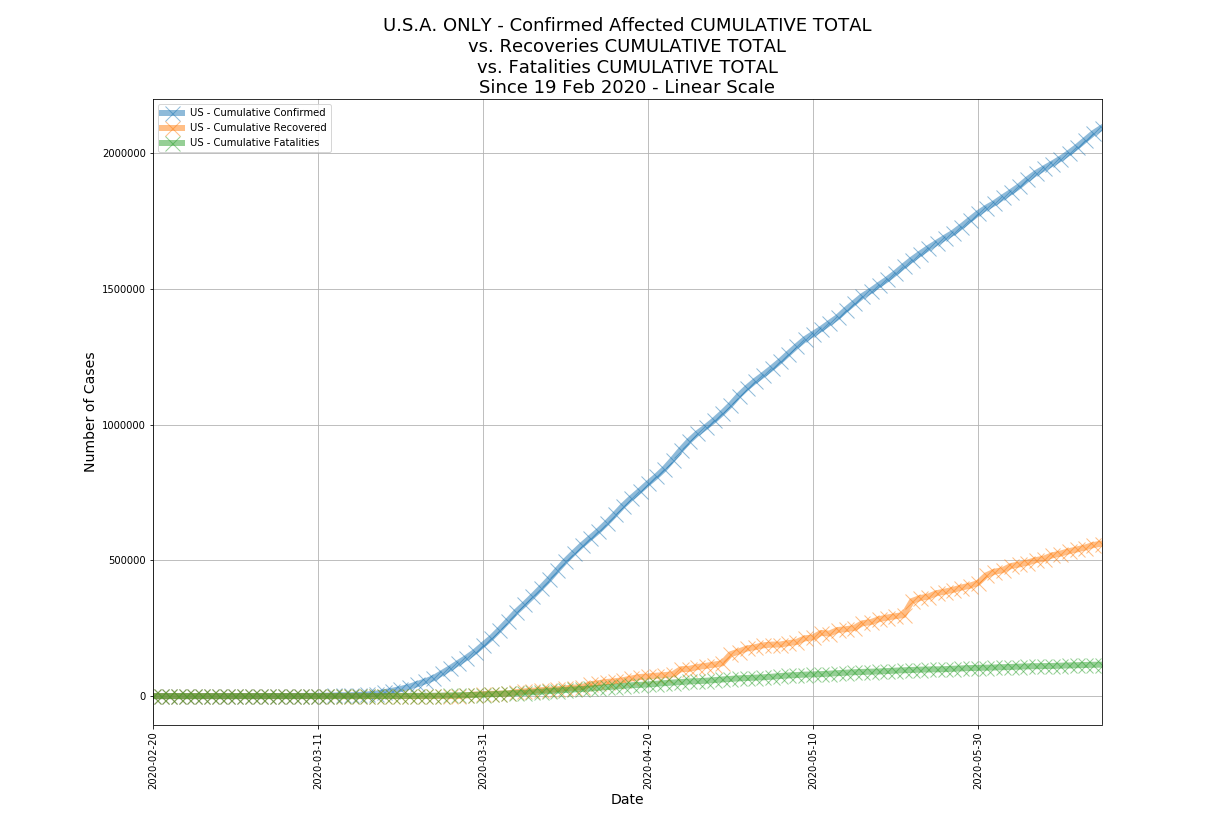 U.S.A. ONLY - Confirmed Affected CUMULATIVE TOTAL
vs. Recoveries CUMULATIVE TOTAL
vs. Fatalities CUMULATIVE TOTAL
Since 19 Feb 2020 - Linear Scale
US - Cumulative Confirmed
US - Cumulative Recovered
US - Cumulative Fatalities
Number of Cases
2000000
1500000
1000000
500000
0
2020-02-20
2020-03-11
2020-03-31
2020-04-20
2020-05-10
2020-05-30
Date